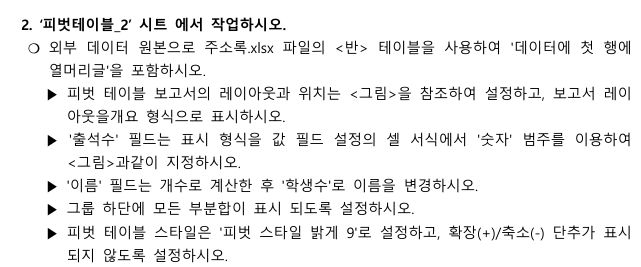 2. '피벗테이블_2' 시트 에서 작업하시오.
❍ 외부 데이터 원본으로 주소록.xlsx 파일의 <반> 테이블을 사용하여 '데이터에 첫 행에
열머리글'을 포함하시오.
▶ 피벗 테이블 보고서의 레이아웃과 위치는 <그림>을 참조하여 설정하고, 보고서 레이
아웃을개요 형식으로 표시하시오.
▶ '출석수' 필드는 표시 형식을 값 필드 설정의 셀 서식에서 '숫자' 범주를 이용하여
<그림>과같이 지정하시오.
▶ '이름' 필드는 개수로 계산한 후 '학생수'로 이름을 변경하시오.
▶ 그룹 하단에 모든 부분합이 표시 되도록 설정하시오.
▶ 피벗 테이블 스타일은 '피벗 스타일 밝게 9'로 설정하고, 확장(+)/축소(-) 단추가 표시
되지 않도록 설정하시오.